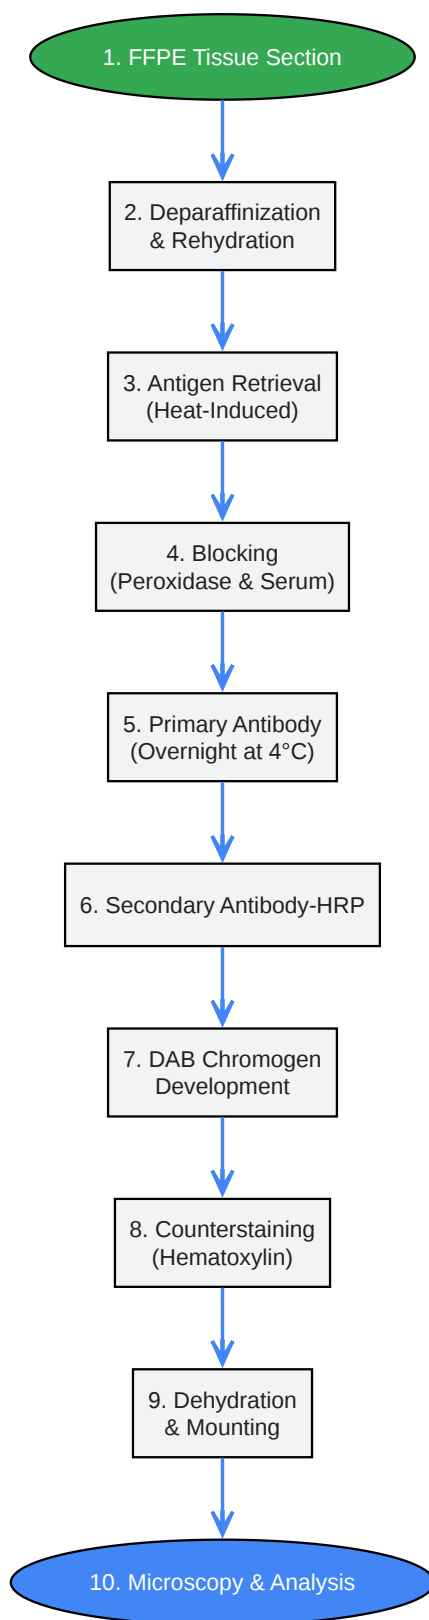 1. FFPE Tissue Section
2. Deparaffinization
& Rehydration
3. Antigen Retrieval
(Heat-Induced)
4. Blocking
(Peroxidase & Serum)
5. Primary Antibody
(Overnight at 4°C)
6. Secondary Antibody-HRP
7. DAB Chromogen
Development
8. Counterstaining
(Hematoxylin)
9. Dehydration
& Mounting
10. Microscopy & Analysis